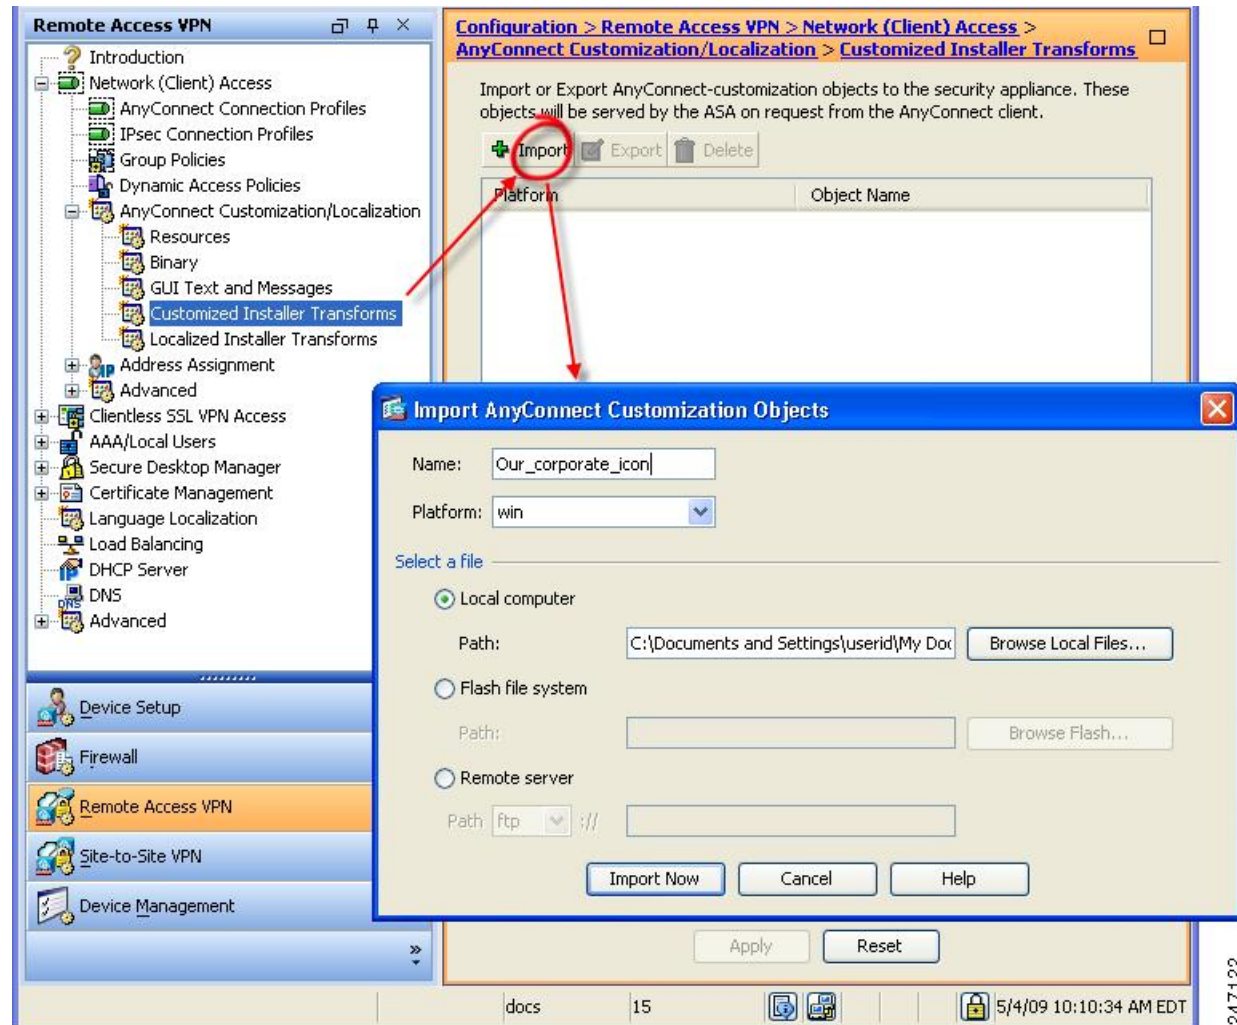 Remote Access VPN
Introduction
Network (Client) Access
AnyConnect Connection Profiles
IPsec Connection Profiles
Group Policies
Dynamic Access Policies
AnyConnect Customization/Localization
Resources
Binary
GUI Text and Messages
Customized Installer Transforms
Localized Installer Transforms
Address Assignment
Advanced
Clientless SSL VPN Access
AAA/Local Users
Secure Desktop Manager
Certificate Management
Language Localization
Load Balancing
DHCP Server
DNS
Advanced
Device Setup
Firewall
Remote Access VPN
Site-to-Site VPN
Device Management
Configuration > Remote Access VPN > Network (Client) Access >
AnyConnect Customization/Localization > Customized Installer Transforms
Import or Export AnyConnect-customization objects to the security appliance. These
objects will be served by the ASA on request from the AnyConnect client.
Import Export Delete
Platform Object Name
Import AnyConnect Customization Objects
Name: Our_corporate_icon
Platform: win
Select a file
Local computer
Path: C:\Documents and Settings\userid\My Doc Browse Local Files...
Flash file system
Path: Browse Flash...
Remote server
Path ftp ://
Import Now Cancel Help
Apply Reset
docs 15 5/4/09 10:10:34 AM EDT
247122